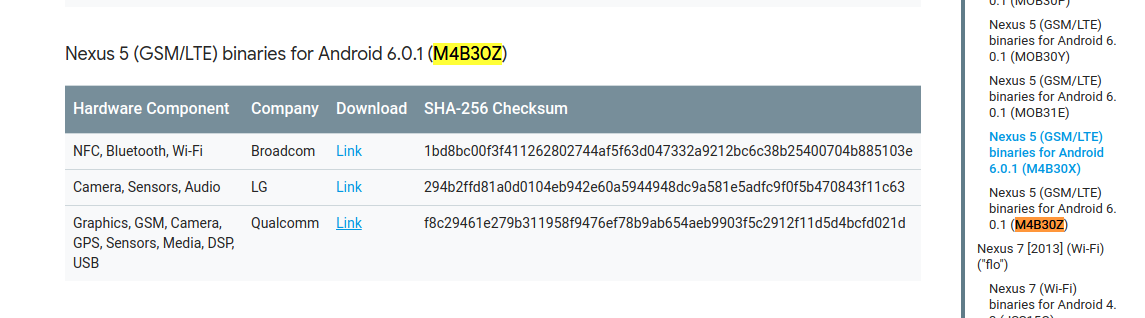 Nexus 5 (GSM/LTE) binaries for Android 6.0.1 (M4B30Z)
Hardware Component Company Download SHA-256 Checksum
NFC, Bluetooth, Wi-Fi Broadcom Link 1bd8bc00f3f411262802744af5f63d047332a9212bc6c38b25400704b885103e
Camera, Sensors, Audio LG Link 294b2ffd81a0d0104eb942e60a5944948dc9a581e5adfc9f0f5b470843f11c63
Graphics, GSM, Camera, Qualcomm Link f8c29461e279b311958f9476ef78b9ab654aeb9903f5c2912f11d5d4bcfd021d
GPS, Sensors, Media, DSP,
USB
0.1 (MOB30P)
Nexus 5 (GSM/LTE)
binaries for Android 6.
0.1 (MOB30Y)
Nexus 5 (GSM/LTE)
binaries for Android 6.
0.1 (MOB31E)
Nexus 5 (GSM/LTE)
binaries for Android
6.0.1 (M4B30X)
Nexus 5 (GSM/LTE)
binaries for Android 6.
0.1 (M4B30Z)
Nexus 7 [2013] (Wi-Fi)
("flo")
Nexus 7 (Wi-Fi)
binaries for Android 4.